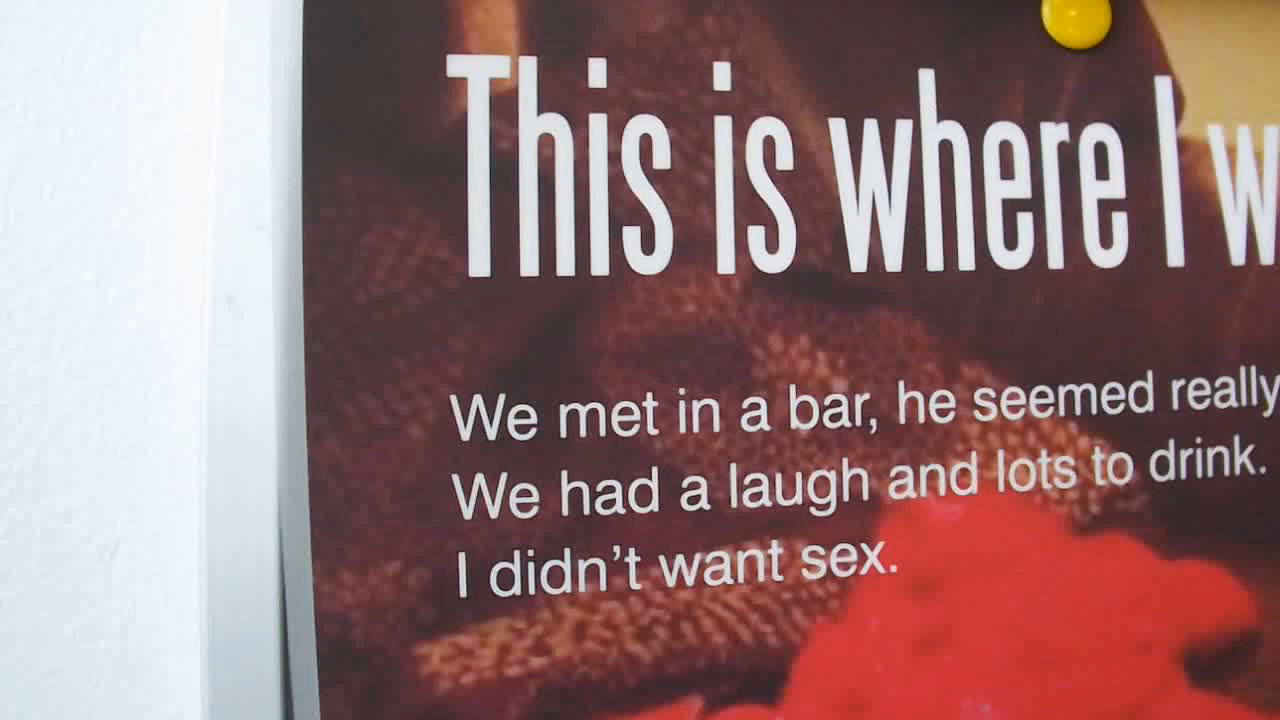 This is where I w
We met in a bar, he seemed really
We had a laugh and lots to drink.
I didn't want sex.